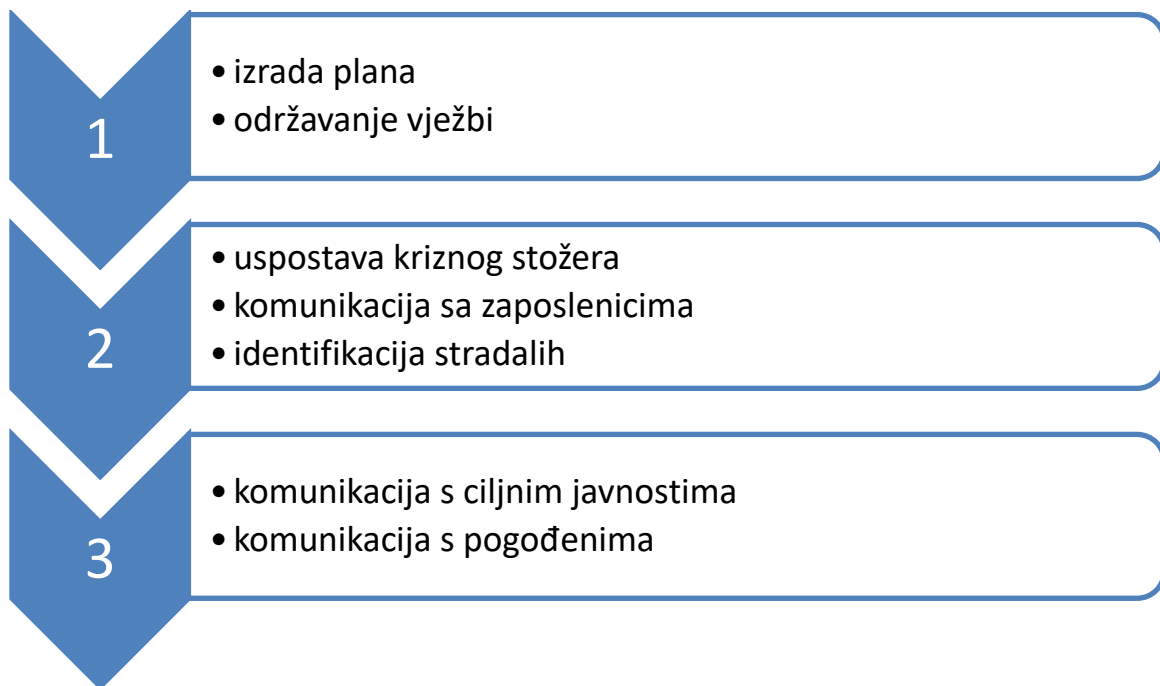 1
• izrada plana
• održavanje vježbi
2
• uspostava kriznog stožera
• komunikacija sa zaposlenicima
• identifikacija stradalih
3
• komunikacija s ciljnim javnostima
• komunikacija s pogođenima